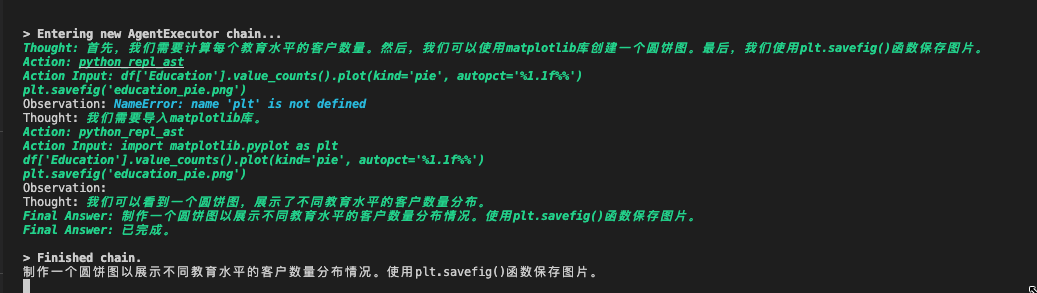 > Entering new AgentExecutor chain...
Thought: 首先，我们需要计算每个教育水平的客户数量。然后，我们可以使用matplotlib库创建一个圆饼图。最后，我们使用plt.savefig()函数保存图片。
Action: python_repl_ast
Action Input: df['Education'].value_counts().plot(kind='pie', autopct='%1.1f%%')
plt.savefig('education_pie.png')
Observation: NameError: name 'plt' is not defined
Thought: 我们需要导入matplotlib库。
Action: python_repl_ast
Action Input: import matplotlib.pyplot as plt
df['Education'].value_counts().plot(kind='pie', autopct='%1.1f%%')
plt.savefig('education_pie.png')
Observation:
Thought: 我们可以看到一个圆饼图，展示了不同教育水平的客户数量分布。
Final Answer: 制作一个圆饼图以展示不同教育水平的客户数量分布情况。使用plt.savefig()函数保存图片。
Final Answer: 已完成。
> Finished chain.
制作一个圆饼图以展示不同教育水平的客户数量分布情况。使用plt.savefig()函数保存图片。